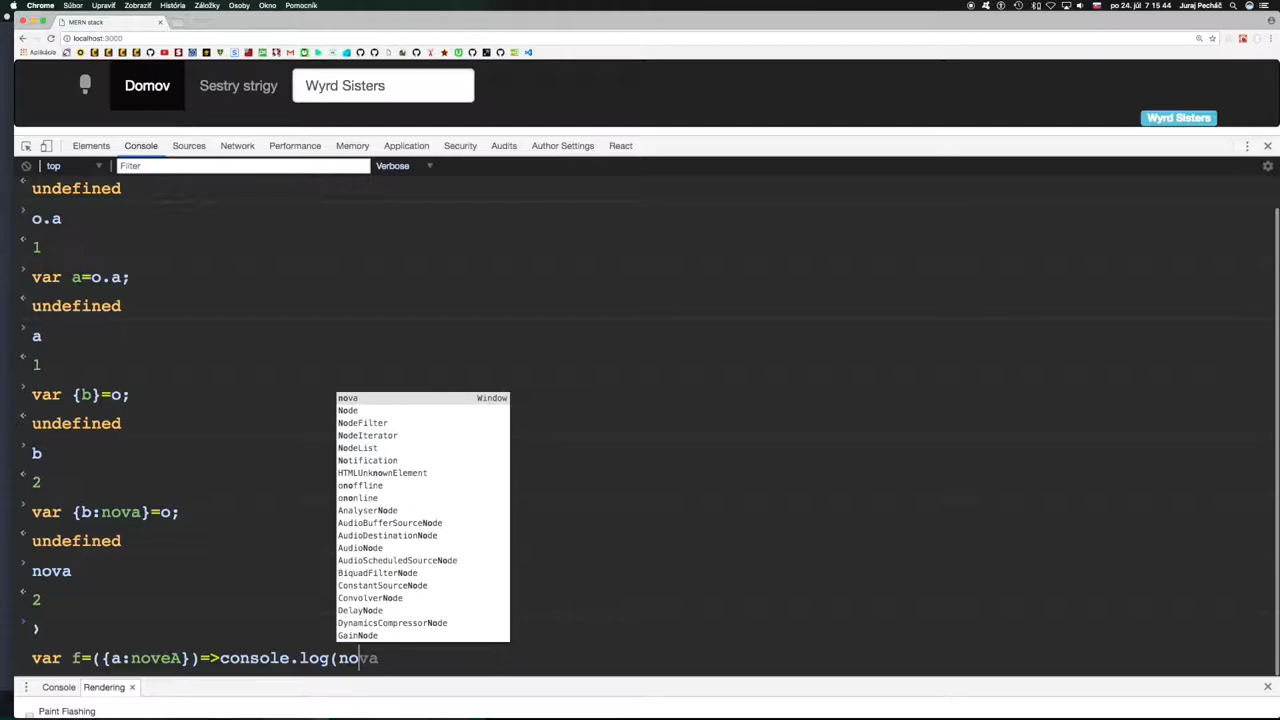 Chrome Súbor Upraviť Zobraziť História Záložky Osoby Okno Pomocník po 24. júl 7 15 44 Juraj Pecháč
MERN stack
localhost:3000
Aplikácie
Domov Sestry strigy Wyrd Sisters
Wyrd Sisters
Elements Console Sources Network Performance Memory Application Security Audits Author Settings React
top Filter Verbose
undefined
o.a
1
var a=o.a;
undefined
a
1
var {b}=o;
undefined
b
2
var {b:nova}=o;
undefined
nova
2
)
var f=({a:noveA})=>console.log(nova
nova Window
Node
NodeFilter
NodeIterator
NodeList
Notification
HTMLUnknownElement
onoffline
ononline
AnalyserNode
AudioBufferSourceNode
AudioDestinationNode
AudioNode
AudioScheduledSourceNode
BiquadFilterNode
ConstantSourceNode
ConvolverNode
DelayNode
DynamicsCompressorNode
GainNode
Console Rendering
Paint Flashing